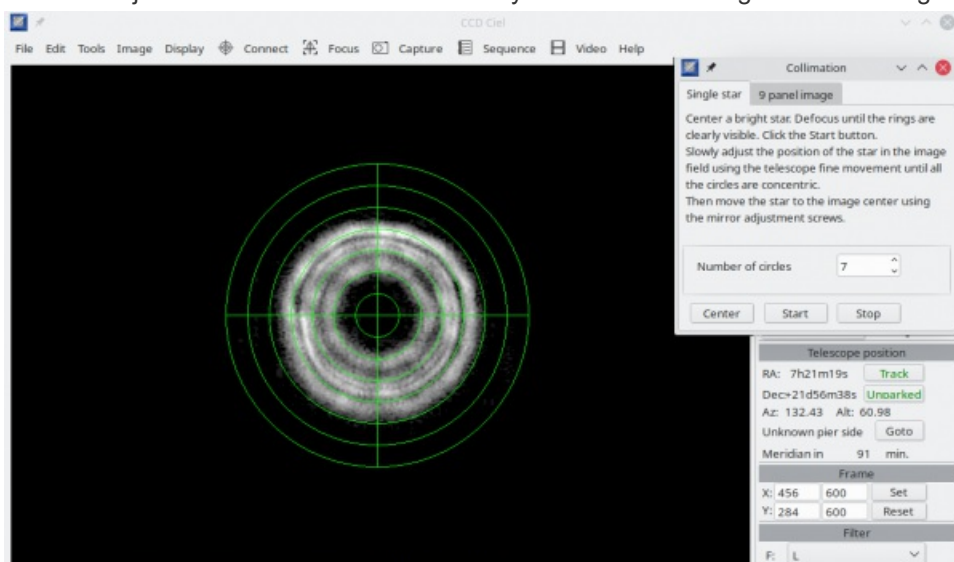 CCD Ciel
File Edit Tools Image Display Connect Focus Capture Sequence Video Help
Collimation
Single star 9 panel image
Center a bright star. Defocus until the rings are
clearly visible. Click the Start button.
Slowly adjust the position of the star in the image
field using the telescope fine movement until all
the circles are concentric.
Then move the star to the image center using
the mirror adjustment screws.
Number of circles 7
Center Start Stop
Telescope position
RA: 7h21m19s Track
Dec:+21d56m38s Unparked
Az: 132.43 Alt: 60.98
Unknown pier side Goto
Meridian in 91 min.
Frame
X: 456 600 Set
Y: 284 600 Reset
Filter
F: L